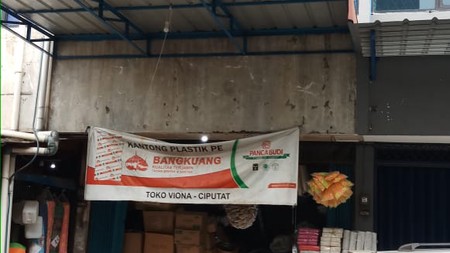 KANTONG PLASTIK PE
BANGKUANG
PANCA BUDI
TOKO VIONA - CIPUTAT